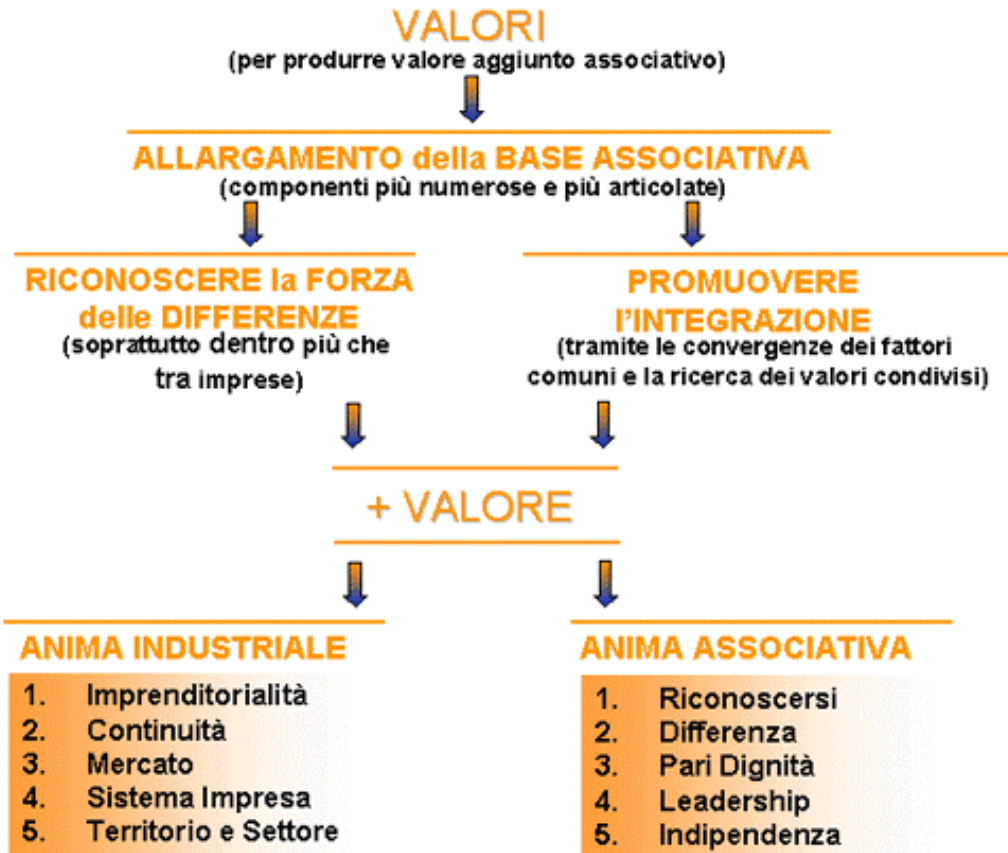 VALORI
(per produrre valore aggiunto associativo)
ALLARGAMENTO della BASE ASSOCIATIVA
(componenti più numerose e più articolate)
RICONOSCERE la FORZA
delle DIFFERENZE
(soprattutto dentro più che
tra imprese)
PROMUOVERE
l'INTEGRAZIONE
(tramite le convergenze dei fattori
comuni e la ricerca dei valori condivisi)
+ VALORE
ANIMA INDUSTRIALE
1. Imprenditorialità
2. Continuità
3. Mercato
4. Sistema Impresa
5. Territorio e Settore
ANIMA ASSOCIATIVA
1. Riconoscersi
2. Differenza
3. Pari Dignità
4. Leadership
5. Indipendenza